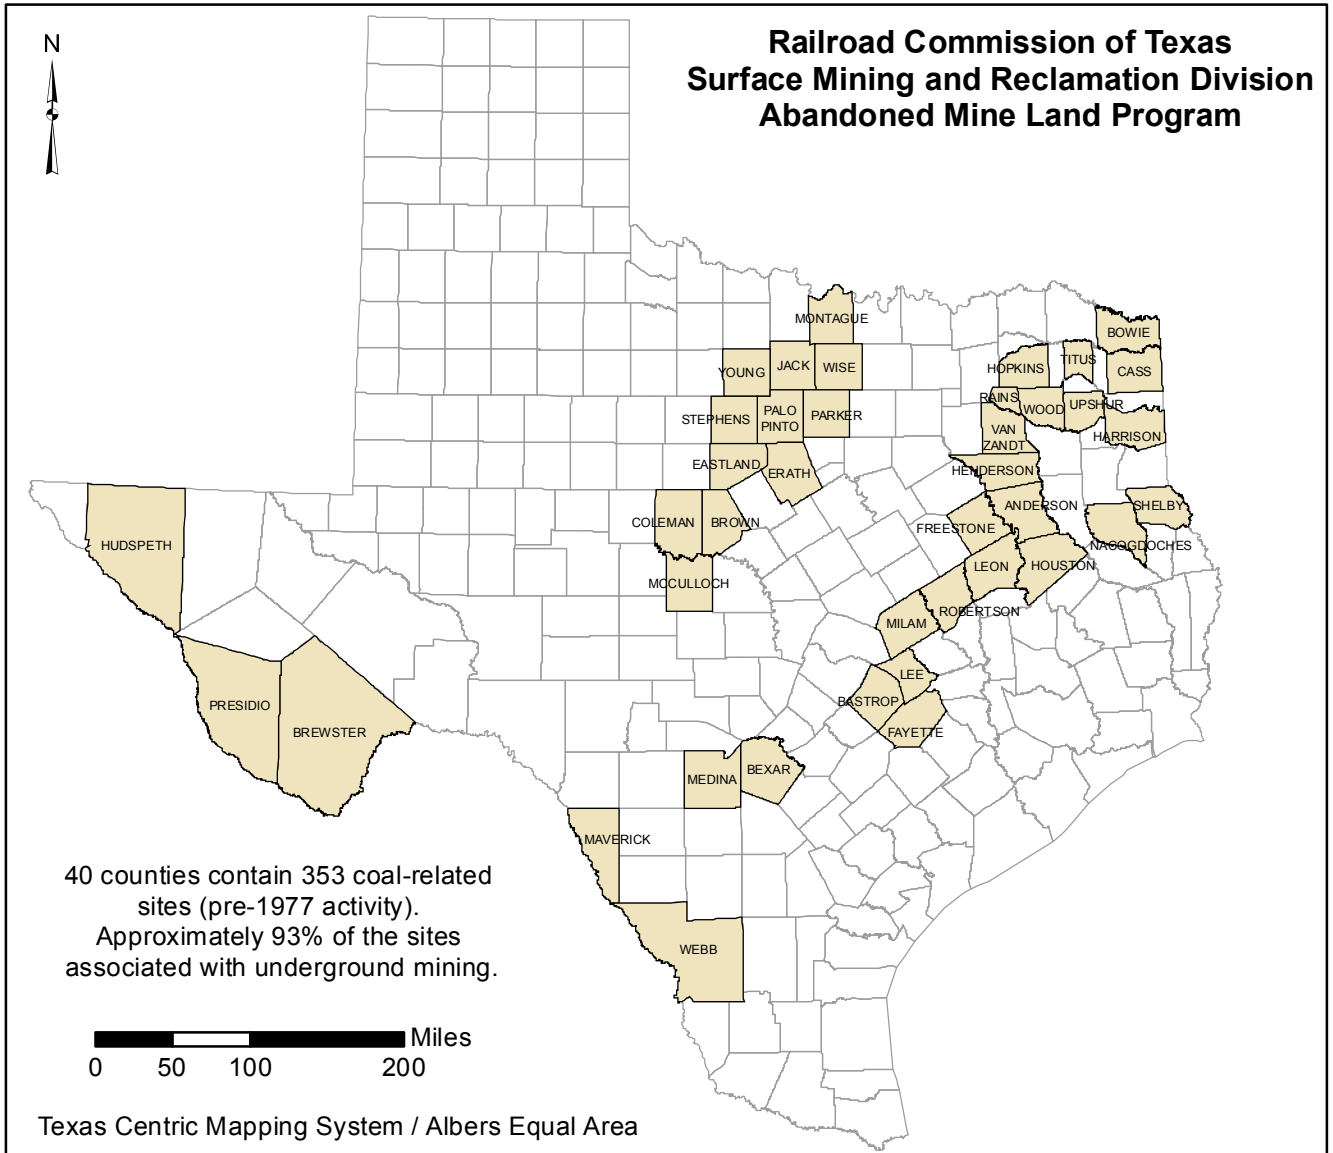 N
Railroad Commission of Texas
Surface Mining and Reclamation Division
Abandoned Mine Land Program
MONTAGUE
BOWIE
YOUNG
JACK
WISE
HOPKINS
TITUS
CASS
STEPHENS
PALO
PINTO
PARKER
RAINS
WOOD
UPSHUR
VAN
ZANDT
HARRISON
EASTLAND
ERATH
HENDERSON
COLEMAN
BROWN
ANDERSON
SHELBY
FREESTONE
HUDSPETH
NACOGDOCHES
LEON
HOUSTON
MCCULLOCH
ROBERTSON
MILAM
LEE
BASTROP
PRESIDIO
BREWSTER
FAYETTE
MEDINA
BEXAR
MAVERICK
WEBB
40 counties contain 353 coal-related
sites (pre-1977 activity).
Approximately 93% of the sites
associated with underground mining.
Miles
0 50 100 200
Texas Centric Mapping System / Albers Equal Area